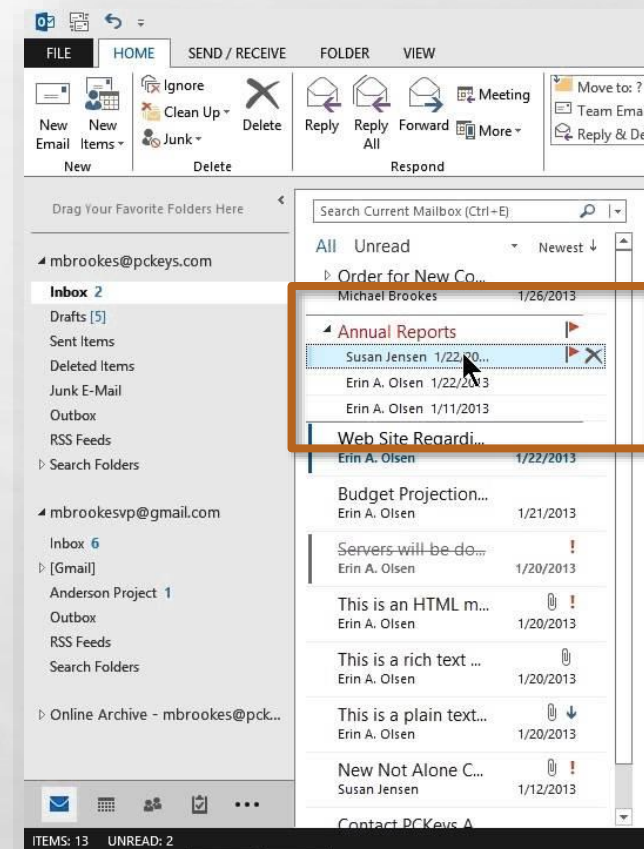 FILE HOME SEND / RECEIVE FOLDER VIEW
New Email
New Items
Ignore
Clean Up
Junk
Delete
Reply
Reply All
Forward
Meeting
More
Move to: ?
Team Ema
Reply & De
New Delete Respond
Drag Your Favorite Folders Here
mbrookes@pckeys.com
Inbox 2
Drafts [5]
Sent Items
Deleted Items
Junk E-Mail
Outbox
RSS Feeds
Search Folders
mbrookesvp@gmail.com
Inbox 6
[Gmail]
Anderson Project 1
Outbox
RSS Feeds
Search Folders
Online Archive - mbrookes@pck...
Search Current Mailbox (Ctrl+E)
All Unread Newest
Order for New Co...
Michael Brookes 1/26/2013
Annual Reports
Susan Jensen 1/22/20...
Erin A. Olsen 1/22/2013
Erin A. Olsen 1/11/2013
Web Site Regardi...
Erin A. Olsen 1/22/2013
Budget Projection...
Erin A. Olsen 1/21/2013
Servers will be do...
Erin A. Olsen 1/20/2013
This is an HTML m...
Erin A. Olsen 1/20/2013
This is a rich text ...
Erin A. Olsen 1/20/2013
This is a plain text...
Erin A. Olsen 1/20/2013
New Not Alone C...
Susan Jensen 1/12/2013
Contact PCKeys A
ITEMS: 13 UNREAD: 2